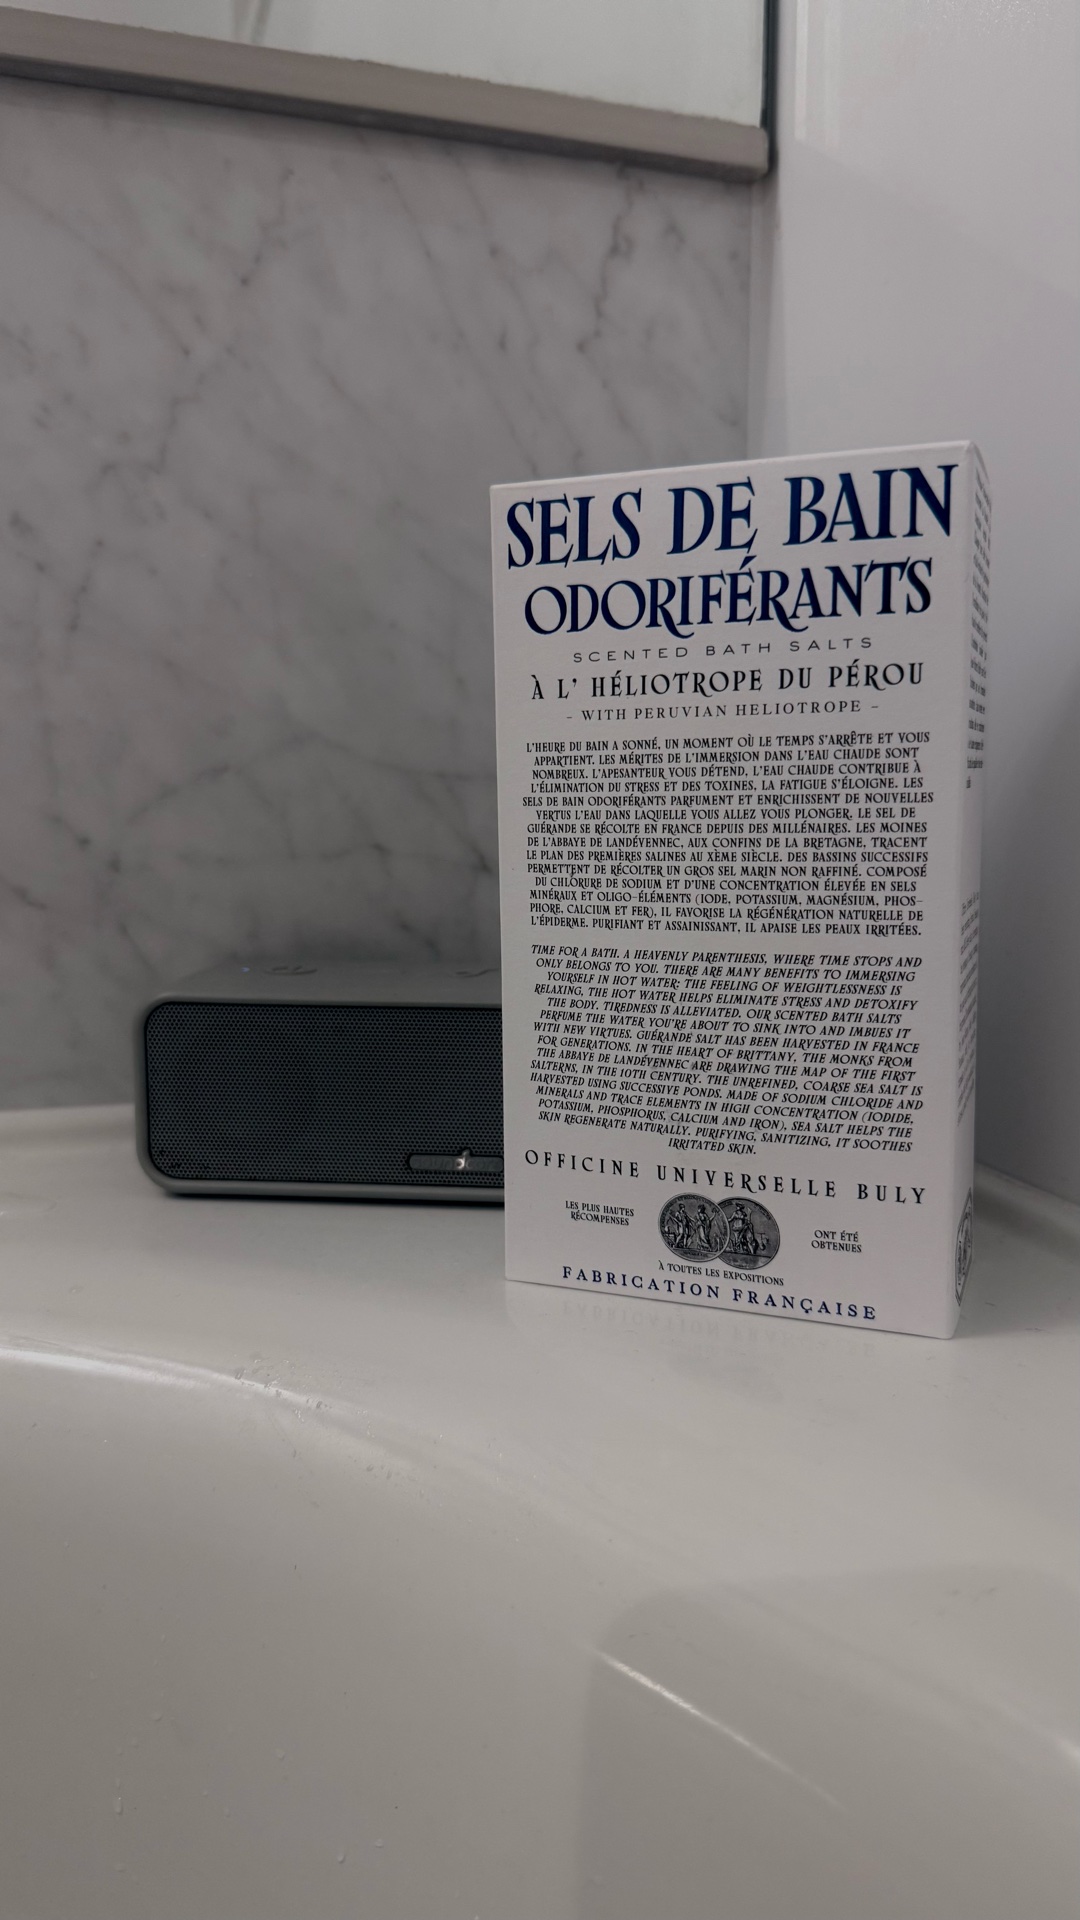 SELS DE BAIN
ODORIFÉRANTS
SCENTED BATH SALTS
À L' HÉLIOTROPE DU PÉROU
- WITH PERUVIAN HELIOTROPE -
L'HEURE DU BAIN A SONNÉ, UN MOMENT OÙ LE TEMPS S'ARRÊTE ET VOUS
APPARTIENT. LES MÉRITES DE L'IMMERSION DANS L'EAU CHAUDE SONT
NOMBREUX. L'APESANTEUR VOUS DÉTEND, L'EAU CHAUDE CONTRIBUE À
L'ÉLIMINATION DU STRESS ET DES TOXINES, LA FATIGUE S'ÉLOIGNE. LES
SELS DE BAIN ODORIFÉRANTS PARFUMENT ET ENRICHISSENT DE NOUVELLES
VERTUS L'EAU DANS LAQUELLE VOUS ALLEZ VOUS PLONGER. LE SEL DE
GUÉRANDE SE RÉCOLTE EN FRANCE DEPUIS DES MILLÉNAIRES. LES MOINES
DE L'ABBAYE DE LANDÉVENNEC, AUX CONFINS DE LA BRETAGNE, TRACENT
LE PLAN DES PREMIÈRES SALINES AU XÈME SIÈCLE. DES BASSINS SUCCESSIFS
PERMETTENT DE RÉCOLTER UN GROS SEL MARIN NON RAFFINÉ. COMPOSÉ
DU CHLORURE DE SODIUM ET D'UNE CONCENTRATION ÉLEVÉE EN SELS
MINÉRAUX ET OLIGO-ÉLÉMENTS (IODE, POTASSIUM, MAGNÉSIUM, PHOS-
PHORE, CALCIUM ET FER), IL FAVORISE LA RÉGÉNÉRATION NATURELLE DE
L'ÉPIDERME. PURIFIANT ET ASSAINISSANT, IL APAISE LES PEAUX IRRITÉES.
TIME FOR A BATH. A HEAVENLY PARENTHESIS, WHERE TIME STOPS AND
ONLY BELONGS TO YOU. THERE ARE MANY BENEFITS TO IMMERSING
YOURSELF IN HOT WATER: THE FEELING OF WEIGHTLESSNESS IS
RELAXING, THE HOT WATER HELPS ELIMINATE STRESS AND DETOXIFY
THE BODY. TIREDNESS IS ALLEVIATED. OUR SCENTED BATH SALTS
PERFUME THE WATER YOU'RE ABOUT TO SINK INTO AND IMBUES IT
WITH NEW VIRTUES. GUÉRANDE SALT HAS BEEN HARVESTED IN FRANCE
FOR GENERATIONS. IN THE HEART OF BRITTANY, THE MONKS FROM
THE ABBAYE DE LANDÉVENNEC ARE DRAWING THE MAP OF THE FIRST
SALTERNS, IN THE 10TH CENTURY. THE UNREFINED, COARSE SEA SALT IS
HARVESTED USING SUCCESSIVE PONDS. MADE OF SODIUM CHLORIDE AND
MINERALS AND TRACE ELEMENTS IN HIGH CONCENTRATION (IODIDE,
POTASSIUM, PHOSPHORUS, CALCIUM AND IRON), SEA SALT HELPS THE
SKIN REGENERATE NATURALLY. PURIFYING, SANITIZING, IT SOOTHES
IRRITATED SKIN.
OFFICINE UNIVERSELLE BULY
LES PLUS HAUTES
RÉCOMPENSES
ONT ÉTÉ
OBTENUES
À TOUTES LES EXPOSITIONS
FABRICATION FRANÇAISE